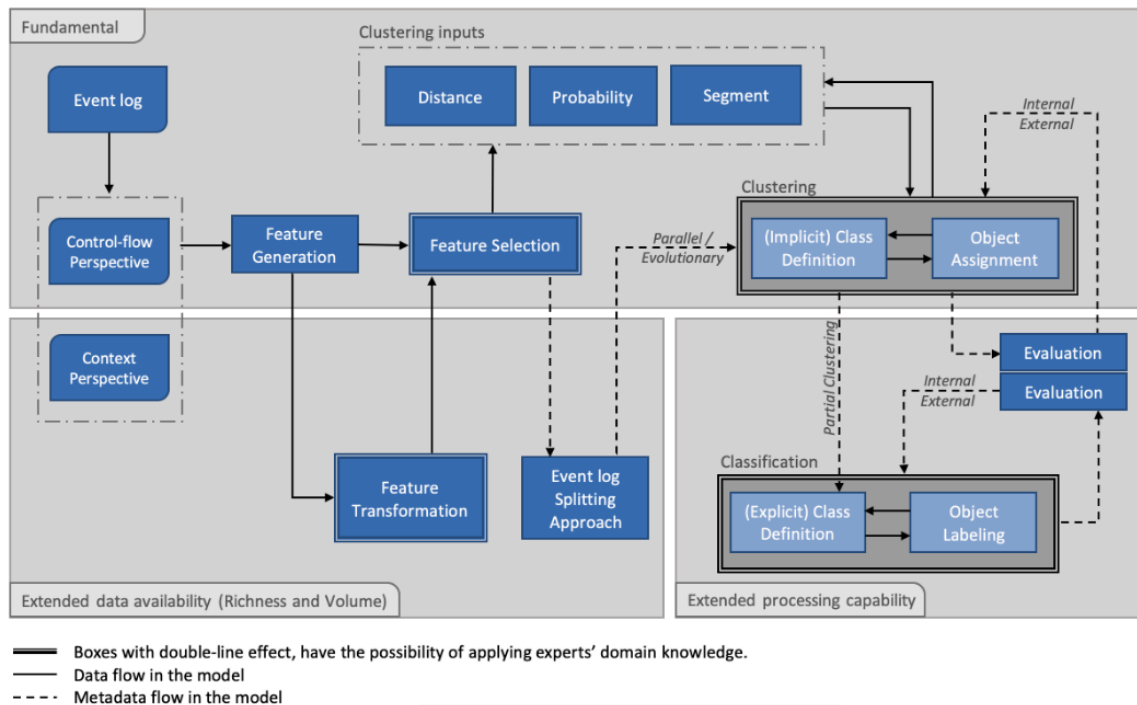 Fundamental
Clustering inputs
Event log
Distance
Probability
Segment
Internal
External
Clustering
Control-flow
Perspective
Feature
Generation
Feature Selection
Parallel /
Evolutionary
(Implicit) Class
Definition
Object
Assignment
Context
Perspective
Partial Clustering
Evaluation
Evaluation
Internal
External
Feature
Transformation
Event log
Splitting
Approach
Classification
(Explicit) Class
Definition
Object
Labeling
Extended data availability (Richness and Volume)
Extended processing capability
Boxes with double-line effect, have the possibility of applying experts' domain knowledge.
Data flow in the model
Metadata flow in the model